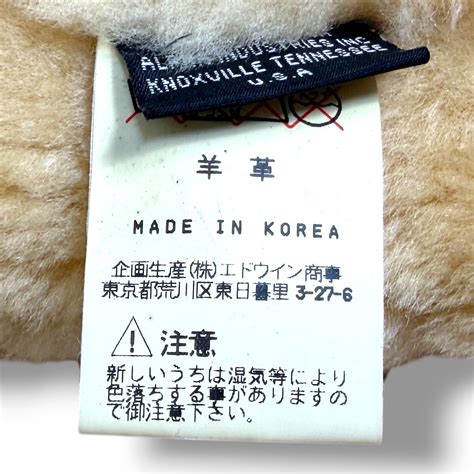 INDUSTRIES INC
KNOXVILLE TENNESSEE
U.S.A
羊革
MADE IN KOREA
企画生産(株)エドウイン商事
東京都荒川区東日暮里 3-27-6
注意
新しいうちは湿気等により
色落ちする事がありますの
で御注意下さい。